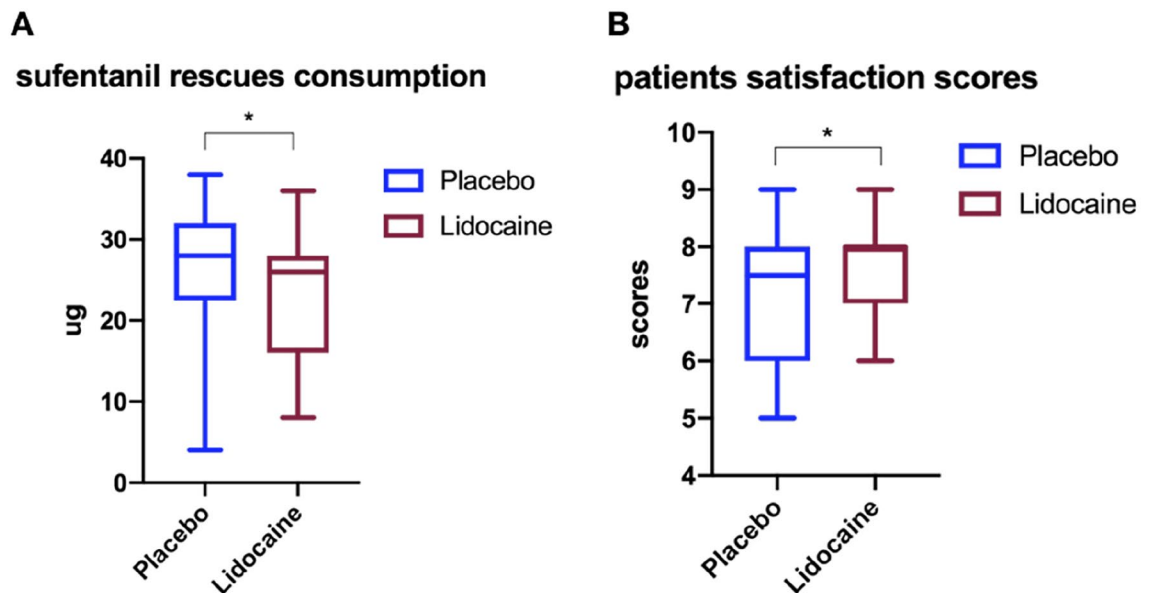 A
sufentanil rescues consumption
*
40
30
20
10
0
ug
Placebo
Lidocaine
Placebo
Lidocaine
B
patients satisfaction scores
*
10
9
8
7
6
5
4
scores
Placebo
Lidocaine
Placebo
Lidocaine